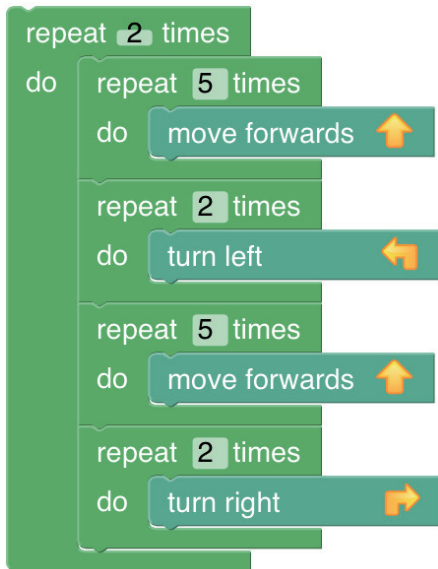 repeat 2 times
do repeat 5 times
do move forwards
repeat 2 times
do turn left
repeat 5 times
do move forwards
repeat 2 times
do turn right